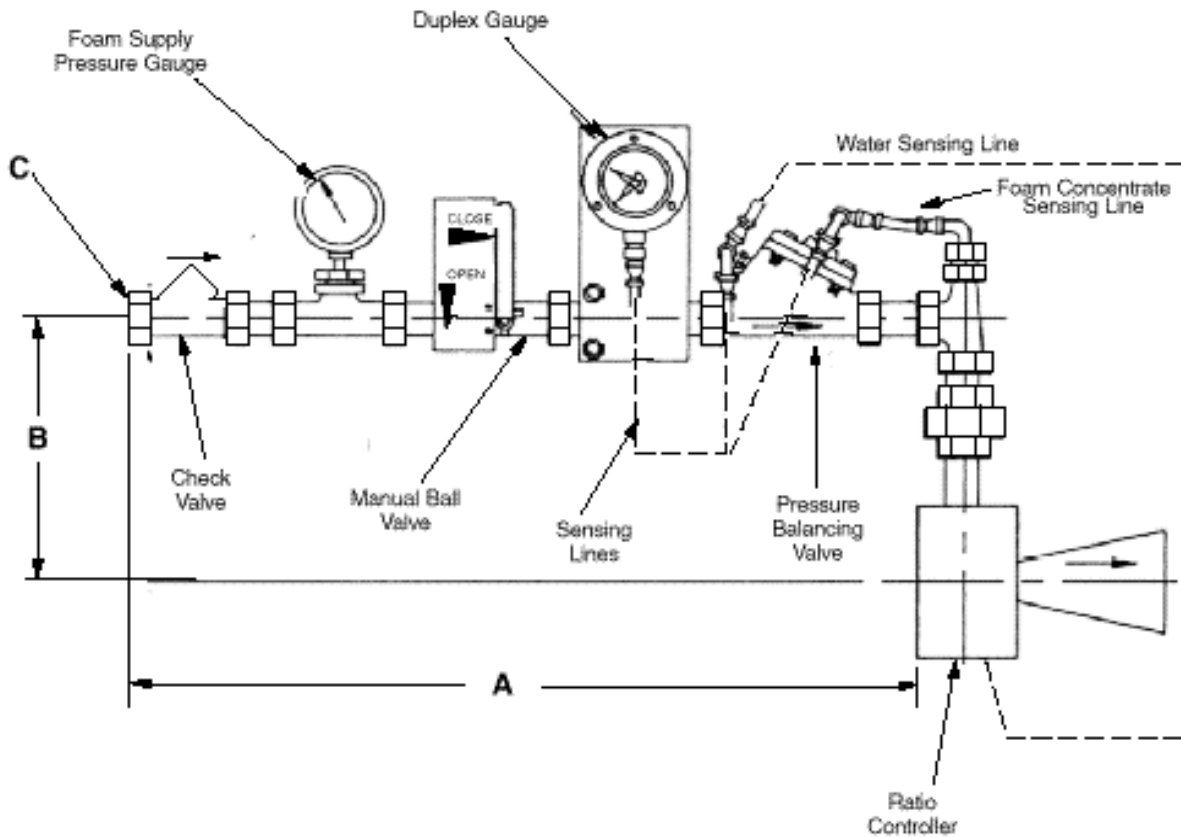 Duplex Gauge
Foam Supply
Pressure Gauge
Water Sensing Line
C
Foam Concentrate
Sensing Line
CLOSE
OPEN
B
Check
Valve
Manual Ball
Valve
Sensing
Lines
Pressure
Balancing
Valve
A
Ratio
Controller